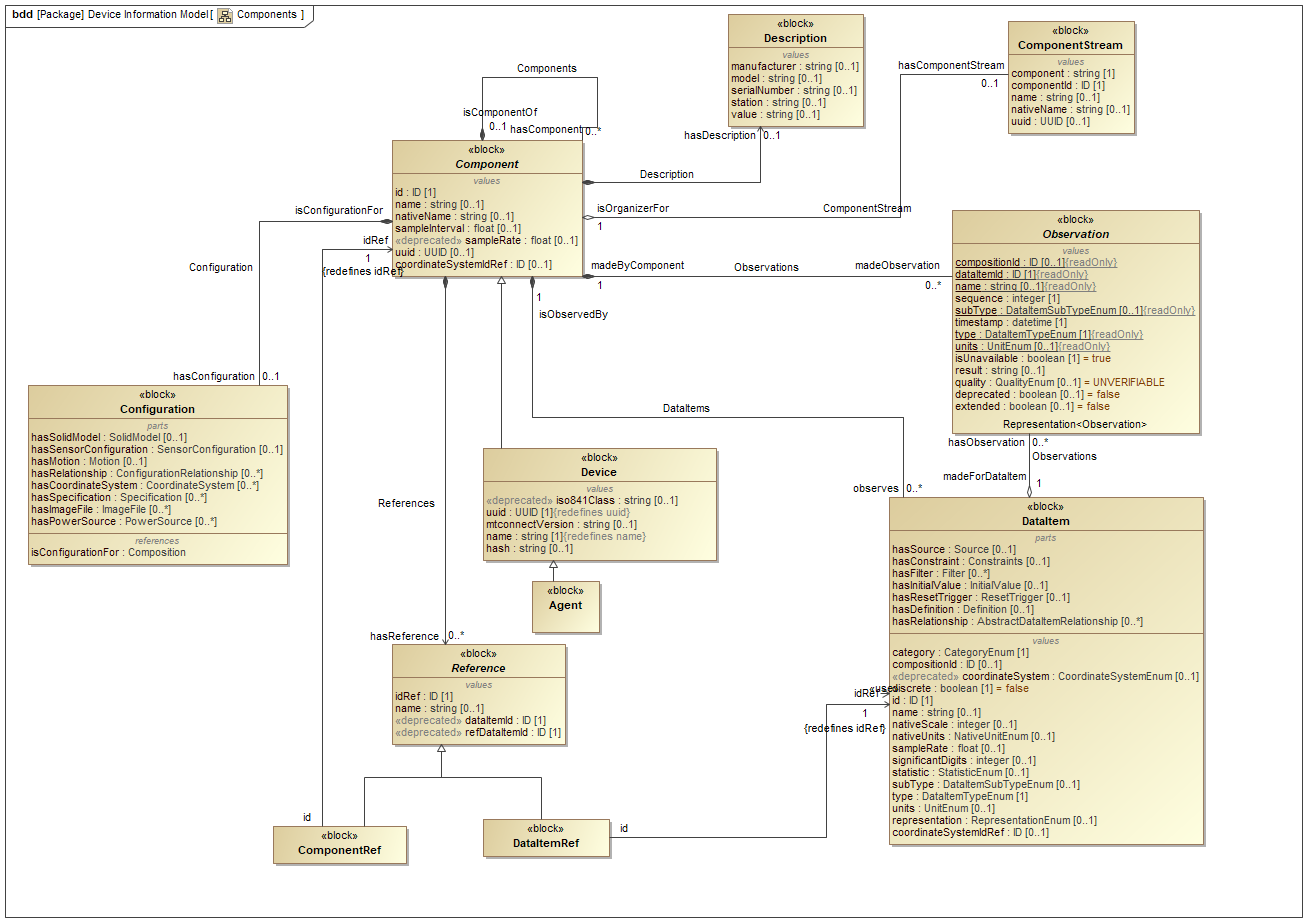 bdd [Package] Device Information Model [ Components ]
«block»
Description
values
manufacturer : string [0..1]
model : string [0..1]
serialNumber : string [0..1]
station : string [0..1]
value : string [0..1]
«block»
ComponentStream
values
component : string [1]
componentId : ID [1]
name : string [0..1]
nativeName : string [0..1]
uuid : UUID [0..1]
Components
isComponentOf
0..1
hasComponent
0..*
hasComponentStream
0..1
hasDescription
0..1
Description
«block»
Component
values
id : ID [1]
name : string [0..1]
nativeName : string [0..1]
sampleInterval : float [0..1]
«deprecated» sampleRate : float [0..1]
uuid : UUID [0..1]
coordinateSystemIdRef : ID [0..1]
isConfigurationFor
Configuration
idRef
1
{redefines idRef}
isOrganizerFor
1
ComponentStream
madeByComponent
1
Observations
madeObservation
0..*
1
isObservedBy
«block»
Observation
values
compositionId : ID [0..1]{readOnly}
dataItemId : ID [1]{readOnly}
name : string [0..1]{readOnly}
sequence : integer [1]
subType : DataItemSubTypeEnum [0..1]{readOnly}
timestamp : datetime [1]
type : DataItemTypeEnum [1]{readOnly}
units : UnitEnum [0..1]{readOnly}
isUnavailable : boolean [1] = true
result : string [0..1]
quality : QualityEnum [0..1] = UNVERIFIABLE
deprecated : boolean [0..1] = false
extended : boolean [0..1] = false
Representation<Observation>
hasConfiguration
0..1
«block»
Configuration
parts
hasSolidModel : SolidModel [0..1]
hasSensorConfiguration : SensorConfiguration [0..1]
hasMotion : Motion [0..1]
hasRelationship : ConfigurationRelationship [0..*]
hasCoordinateSystem : CoordinateSystem [0..*]
hasSpecification : Specification [0..*]
hasImageFile : ImageFile [0..*]
hasPowerSource : PowerSource [0..*]
references
isConfigurationFor : Composition
DataItems
hasObservation
0..*
Observations
madeForDataItem
1
observes
0..*
References
«block»
Device
values
«deprecated» iso841Class : string [0..1]
uuid : UUID [1]{redefines uuid}
mtconnectVersion : string [0..1]
name : string [1]{redefines name}
hash : string [0..1]
«block»
Agent
«block»
DataItem
parts
hasSource : Source [0..1]
hasConstraint : Constraints [0..1]
hasFilter : Filter [0..*]
hasInitialValue : InitialValue [0..1]
hasResetTrigger : ResetTrigger [0..1]
hasDefinition : Definition [0..1]
hasRelationship : AbstractDataItemRelationship [0..*]
values
category : CategoryEnum [1]
compositionId : ID [0..1]
«deprecated» coordinateSystem : CoordinateSystemEnum [0..1]
discrete : boolean [1] = false
id : ID [1]
name : string [0..1]
nativeScale : integer [0..1]
nativeUnits : NativeUnitEnum [0..1]
sampleRate : float [0..1]
significantDigits : integer [0..1]
statistic : StatisticEnum [0..1]
subType : DataItemSubTypeEnum [0..1]
type : DataItemTypeEnum [1]
units : UnitEnum [0..1]
representation : RepresentationEnum [0..1]
coordinateSystemIdRef : ID [0..1]
hasReference
0..*
«block»
Reference
values
idRef : ID [1]
name : string [0..1]
«deprecated» dataItemId : ID [1]
«deprecated» refDataItemId : ID [1]
idRef
1
{redefines idRef}
id
«block»
ComponentRef
«block»
DataItemRef
id